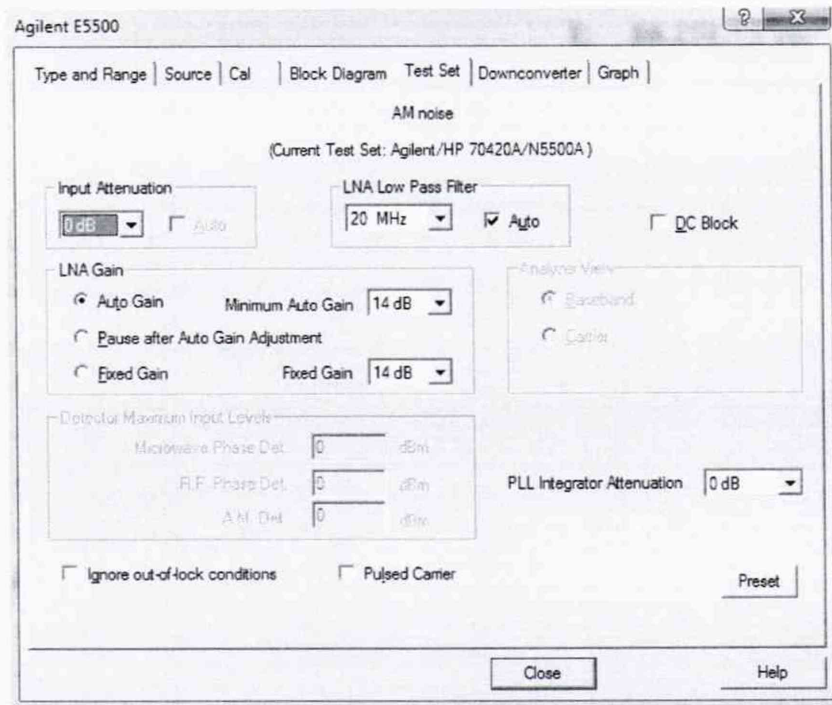 Agilent E5500
Type and Range
Source
Cal
Block Diagram
Test Set
Downconverter
Graph
AM noise
(Current Test Set: Agilent/HP 70420A/N5500A )
Input Attenuation
0 dB
Auto
LNA Low Pass Filter
20 MHz
Auto
DC Block
LNA Gain
Auto Gain
Minimum Auto Gain
14 dB
Pause after Auto Gain Adjustment
Fixed Gain
Fixed Gain
14 dB
Analyzer View
Baseband
Carrier
Detector Maximum Input Levels
Microwave Phase Det.
0
dBm
R.F. Phase Det.
0
dBm
A.M. Det.
0
dBm
PLL Integrator Attenuation
0 dB
Ignore out-of-lock conditions
Pulsed Carrier
Preset
Close
Help